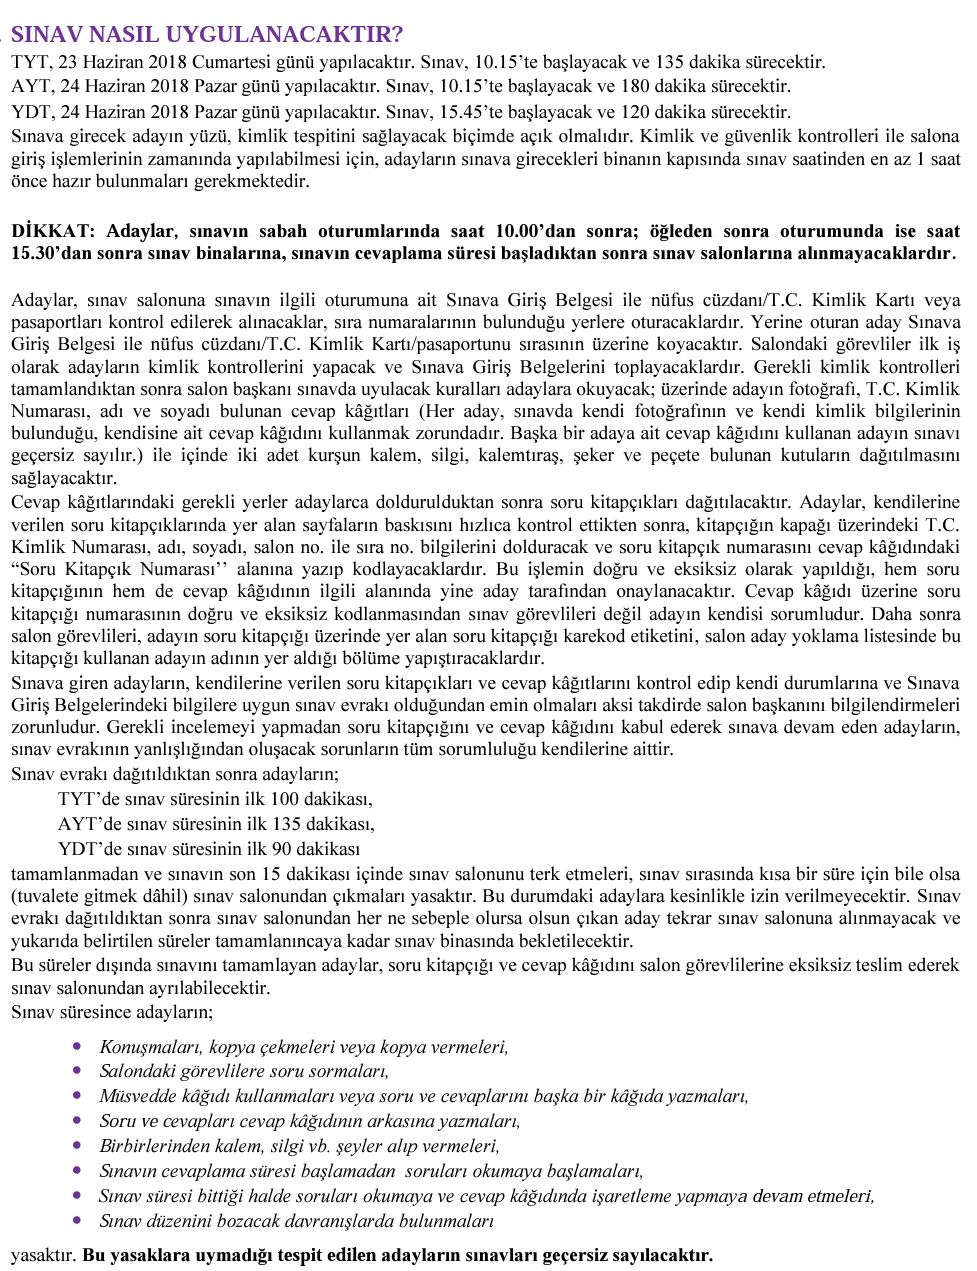 SINAV NASIL UYGULANACAKTIR?
TYT, 23 Haziran 2018 Cumartesi günü yapılacaktır. Sınav, 10.15’te başlayacak ve 135 dakika sürecektir.
AYT, 24 Haziran 2018 Pazar günü yapılacaktır. Sınav, 10.15’te başlayacak ve 180 dakika sürecektir.
YDT, 24 Haziran 2018 Pazar günü yapılacaktır. Sınav, 15.45’te başlayacak ve 120 dakika sürecektir.
Sınava girecek adayın yüzü, kimlik tespitini sağlayacak biçimde açık olmalıdır. Kimlik ve güvenlik kontrolleri ile salona
giriş işlemlerinin zamanında yapılabilmesi için, adayların sınava girecekleri binanın kapısında sınav saatinden en az 1 saat
önce hazır bulunmaları gerekmektedir.
DİKKAT: Adaylar, sınavın sabah oturumlarında saat 10.00’dan sonra; öğleden sonra oturumunda ise saat
15.30’dan sonra sınav binalarına, sınavın cevaplama süresi başladıktan sonra sınav salonlarına alınmayacaklardır.
Adaylar, sınav salonuna sınavın ilgili oturumuna ait Sınava Giriş Belgesi ile nüfus cüzdanı/T.C. Kimlik Kartı veya
pasaportları kontrol edilerek alınacaklar, sıra numaralarının bulunduğu yerlere oturacaklardır. Yerine oturan aday Sınava
Giriş Belgesi ile nüfus cüzdanı/T.C. Kimlik Kartı/pasaportunu sırasının üzerine koyacaktır. Salondaki görevliler ilk iş
olarak adayların kimlik kontrollerini yapacak ve Sınava Giriş Belgelerini toplayacaklardır. Gerekli kimlik kontrolleri
tamamlandıktan sonra salon başkanı sınavda uyulacak kuralları adaylara okuyacak; üzerinde adayın fotoğrafı, T.C. Kimlik
Numarası, adı ve soyadı bulunan cevap kâğıtları (Her aday, sınavda kendi fotoğrafının ve kendi kimlik bilgilerinin
bulunduğu, kendisine ait cevap kâğıdını kullanmak zorundadır. Başka bir adaya ait cevap kâğıdını kullanan adayın sınavı
geçersiz sayılır.) ile içinde iki adet kurşun kalem, silgi, kalemtıraş, şeker ve peçete bulunan kutuların dağıtılmasını
sağlayacaktır.
Cevap kâğıtlarındaki gerekli yerler adaylarca doldurulduktan sonra soru kitapçıkları dağıtılacaktır. Adaylar, kendilerine
verilen soru kitapçıklarında yer alan sayfaların baskısını hızlıca kontrol ettikten sonra, kitapçığın kapağı üzerindeki T.C.
Kimlik Numarası, adı, soyadı, salon no. ile sıra no. bilgilerini dolduracak ve soru kitapçık numarasını cevap kâğıdındaki
“Soru Kitapçık Numarası’’ alanına yazıp kodlayacaklardır. Bu işlemin doğru ve eksiksiz olarak yapıldığı, hem soru
kitapçığının hem de cevap kâğıdının ilgili alanında yine aday tarafından onaylanacaktır. Cevap kâğıdı üzerine soru
kitapçığı numarasının doğru ve eksiksiz kodlanmasından sınav görevlileri değil adayın kendisi sorumludur. Daha sonra
salon görevlileri, adayın soru kitapçığı üzerinde yer alan soru kitapçığı karekod etiketini, salon aday yoklama listesinde bu
kitapçığı kullanan adayın adının yer aldığı bölüme yapıştıracaklardır.
Sınava giren adayların, kendilerine verilen soru kitapçıkları ve cevap kâğıtlarını kontrol edip kendi durumlarına ve Sınava
Giriş Belgelerindeki bilgilere uygun sınav evrakı olduğundan emin olmaları aksi takdirde salon başkanını bilgilendirmeleri
zorunludur. Gerekli incelemeyi yapmadan soru kitapçığını ve cevap kâğıdını kabul ederek sınava devam eden adayların,
sınav evrakının yanlışlığından oluşacak sorunların tüm sorumluluğu kendilerine aittir.
Sınav evrakı dağıtıldıktan sonra adayların;
TYT’de sınav süresinin ilk 100 dakikası,
AYT’de sınav süresinin ilk 135 dakikası,
YDT’de sınav süresinin ilk 90 dakikası
tamamlanmadan ve sınavın son 15 dakikası içinde sınav salonunu terk etmeleri, sınav sırasında kısa bir süre için bile olsa
(tuvalete gitmek dâhil) sınav salonundan çıkmaları yasaktır. Bu durumdaki adaylara kesinlikle izin verilmeyecektir. Sınav
evrakı dağıtıldıktan sonra sınav salonundan her ne sebeple olursa olsun çıkan aday tekrar sınav salonuna alınmayacak ve
yukarıda belirtilen süreler tamamlanıncaya kadar sınav binasında bekletilecektir.
Bu süreler dışında sınavını tamamlayan adaylar, soru kitapçığı ve cevap kâğıdını salon görevlilerine eksiksiz teslim ederek
sınav salonundan ayrılabilecektir.
Sınav süresince adayların;
• Konuşmaları, kopya çekmeleri veya kopya vermeleri,
• Salondaki görevlilere soru sormaları,
• Müsvedde kâğıdı kullanmaları veya soru ve cevaplarını başka bir kâğıda yazmaları,
• Soru ve cevapları cevap kâğıdının arkasına yazmaları,
• Birbirlerinden kalem, silgi vb. şeyler alıp vermeleri,
• Sınavın cevaplama süresi başlamadan soruları okumaya başlamaları,
• Sınav süresi bittiği halde soruları okumaya ve cevap kâğıdında işaretleme yapmaya devam etmeleri,
• Sınav düzenini bozacak davranışlarda bulunmaları
yasaktır. Bu yasaklara uymadığı tespit edilen adayların sınavları geçersiz sayılacaktır.